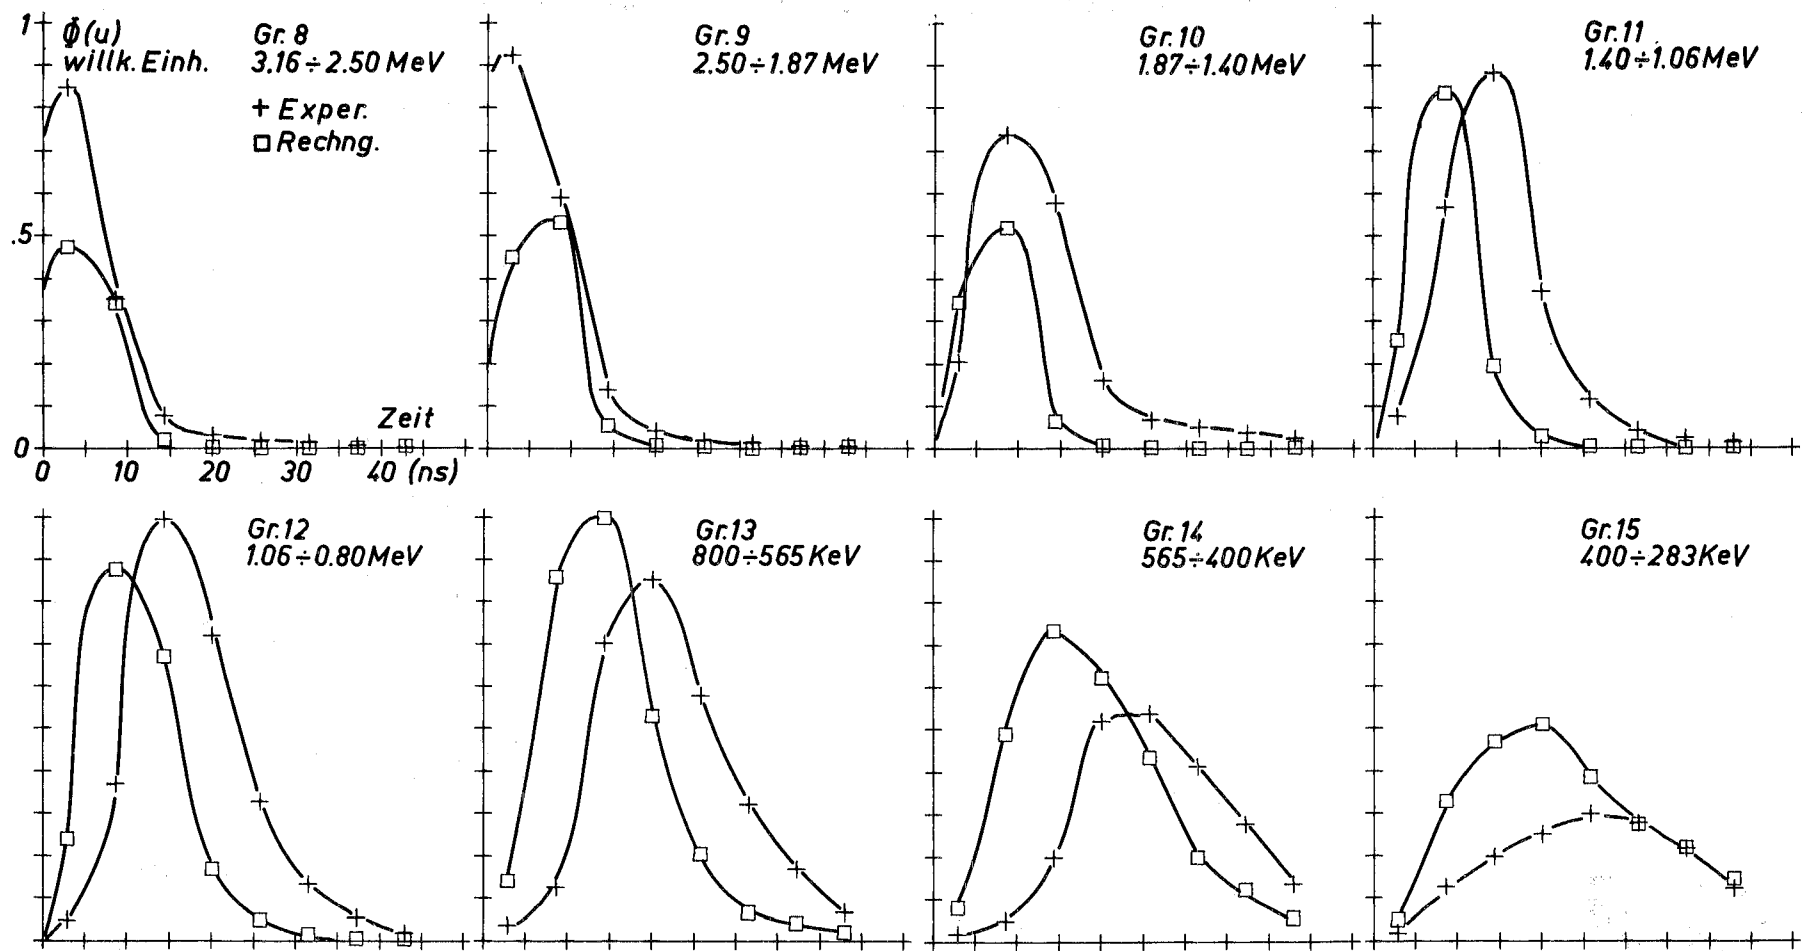 1
Φ(u)
willk. Einh.
Gr. 8
3.16÷2.50 MeV
+ Exper.
□ Rechng.
.5
0
Zeit
0 10 20 30 40 (ns)
Gr. 9
2.50÷1.87 MeV
Gr. 10
1.87÷1.40 MeV
Gr. 11
1.40÷1.06 MeV
Gr. 12
1.06÷0.80 MeV
Gr. 13
800÷565 KeV
Gr. 14
565÷400 KeV
Gr. 15
400÷283 KeV